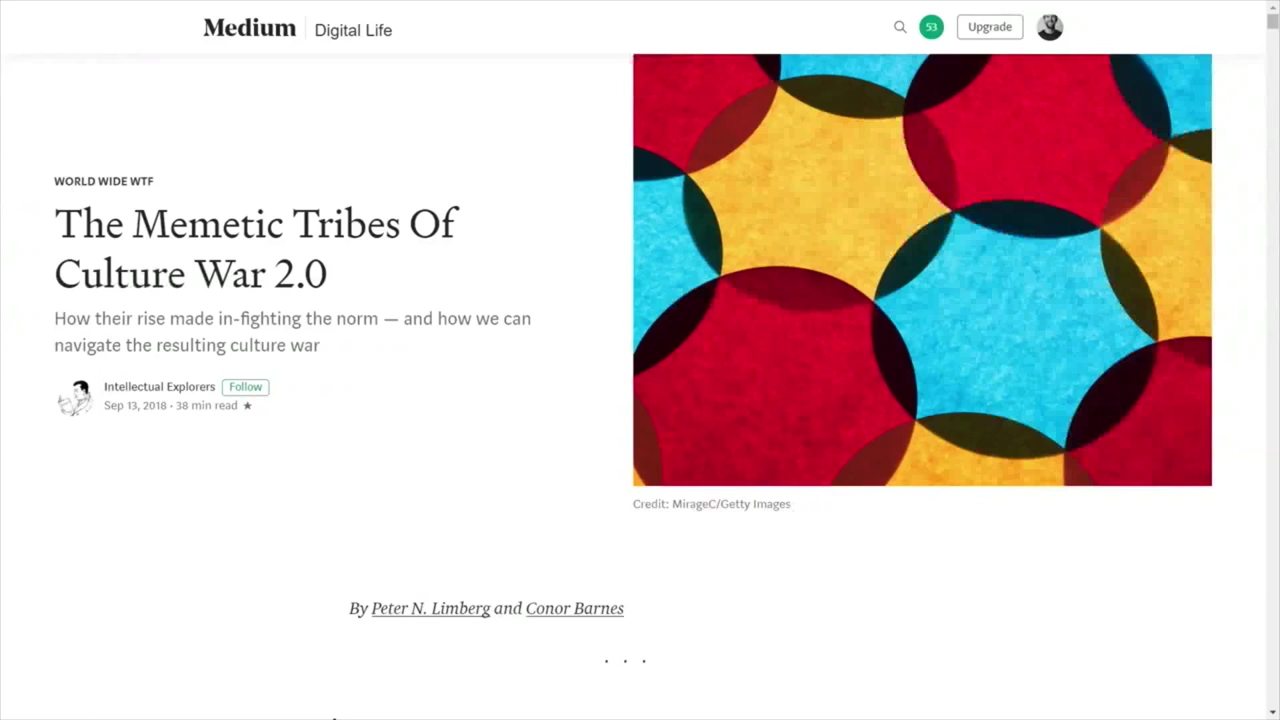 Medium Digital Life
53
Upgrade
WORLD WIDE WTF
The Memetic Tribes Of
Culture War 2.0
How their rise made in-fighting the norm — and how we can
navigate the resulting culture war
Intellectual Explorers Follow
Sep 13, 2018 · 38 min read ★
Credit: MirageC/Getty Images
By Peter N. Limberg and Conor Barnes
. . .